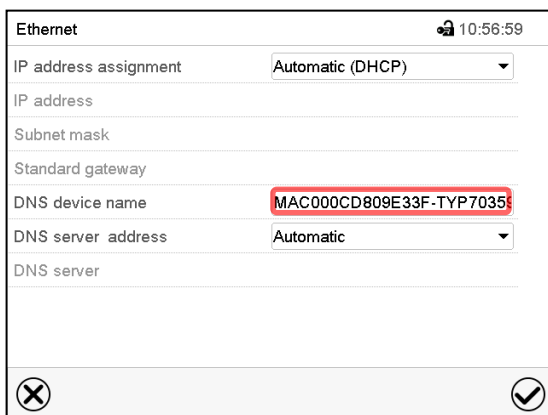 Ethernet 10:56:59
IP address assignment Automatic (DHCP)
IP address
Subnet mask
Standard gateway
DNS device name MAC000CD809E33F-TYP70359
DNS server address Automatic
DNS server